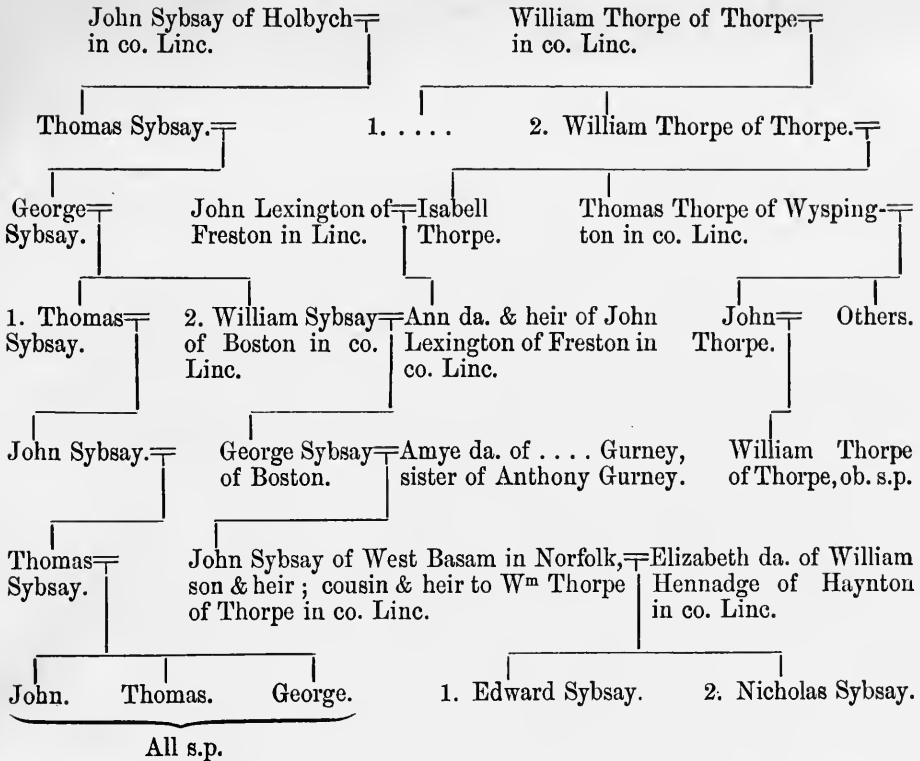 John Sybsay of Holbych
in co. Linc.
William Thorpe of Thorpe
in co. Linc.
Thomas Sybsay.
1. . . . . .
2. William Thorpe of Thorpe.
George
Sybsay.
John Lexington of
Freston in Linc.
Isabell
Thorpe.
Thomas Thorpe of Wysping-
ton in co. Linc.
1. Thomas
Sybsay.
2. William Sybsay
of Boston in co.
Linc.
Ann da. & heir of John
Lexington of Freston in
co. Linc.
John
Thorpe.
Others.
John Sybsay.
George Sybsay
of Boston.
Amye da. of . . . . Gurney,
sister of Anthony Gurney.
William Thorpe
of Thorpe, ob. s.p.
Thomas
Sybsay.
John Sybsay of West Basam in Norfolk,
son & heir ; cousin & heir to Wm Thorpe
of Thorpe in co. Linc.
Elizabeth da. of William
Hennadge of Haynton
in co. Linc.
John.
Thomas.
George.
1. Edward Sybsay.
2. Nicholas Sybsay.
All s.p.